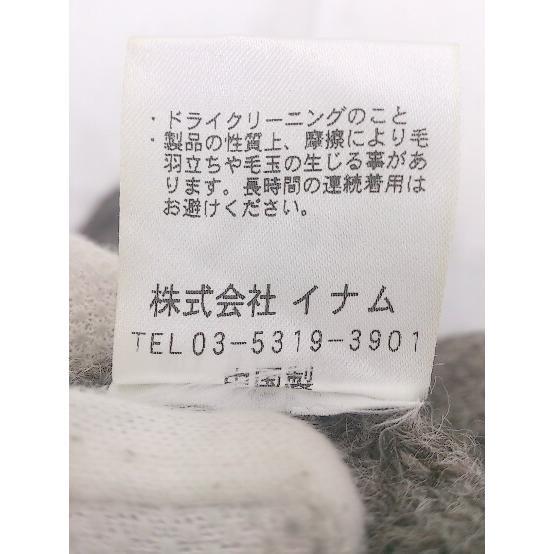 ・ドライクリーニングのこと
・製品の性質上、摩擦により毛
羽立ちや毛玉の生じる事があ
ります。長時間の連続着用は
お避けください。
株式会社 イナム
TEL03-5319-3901
中国製